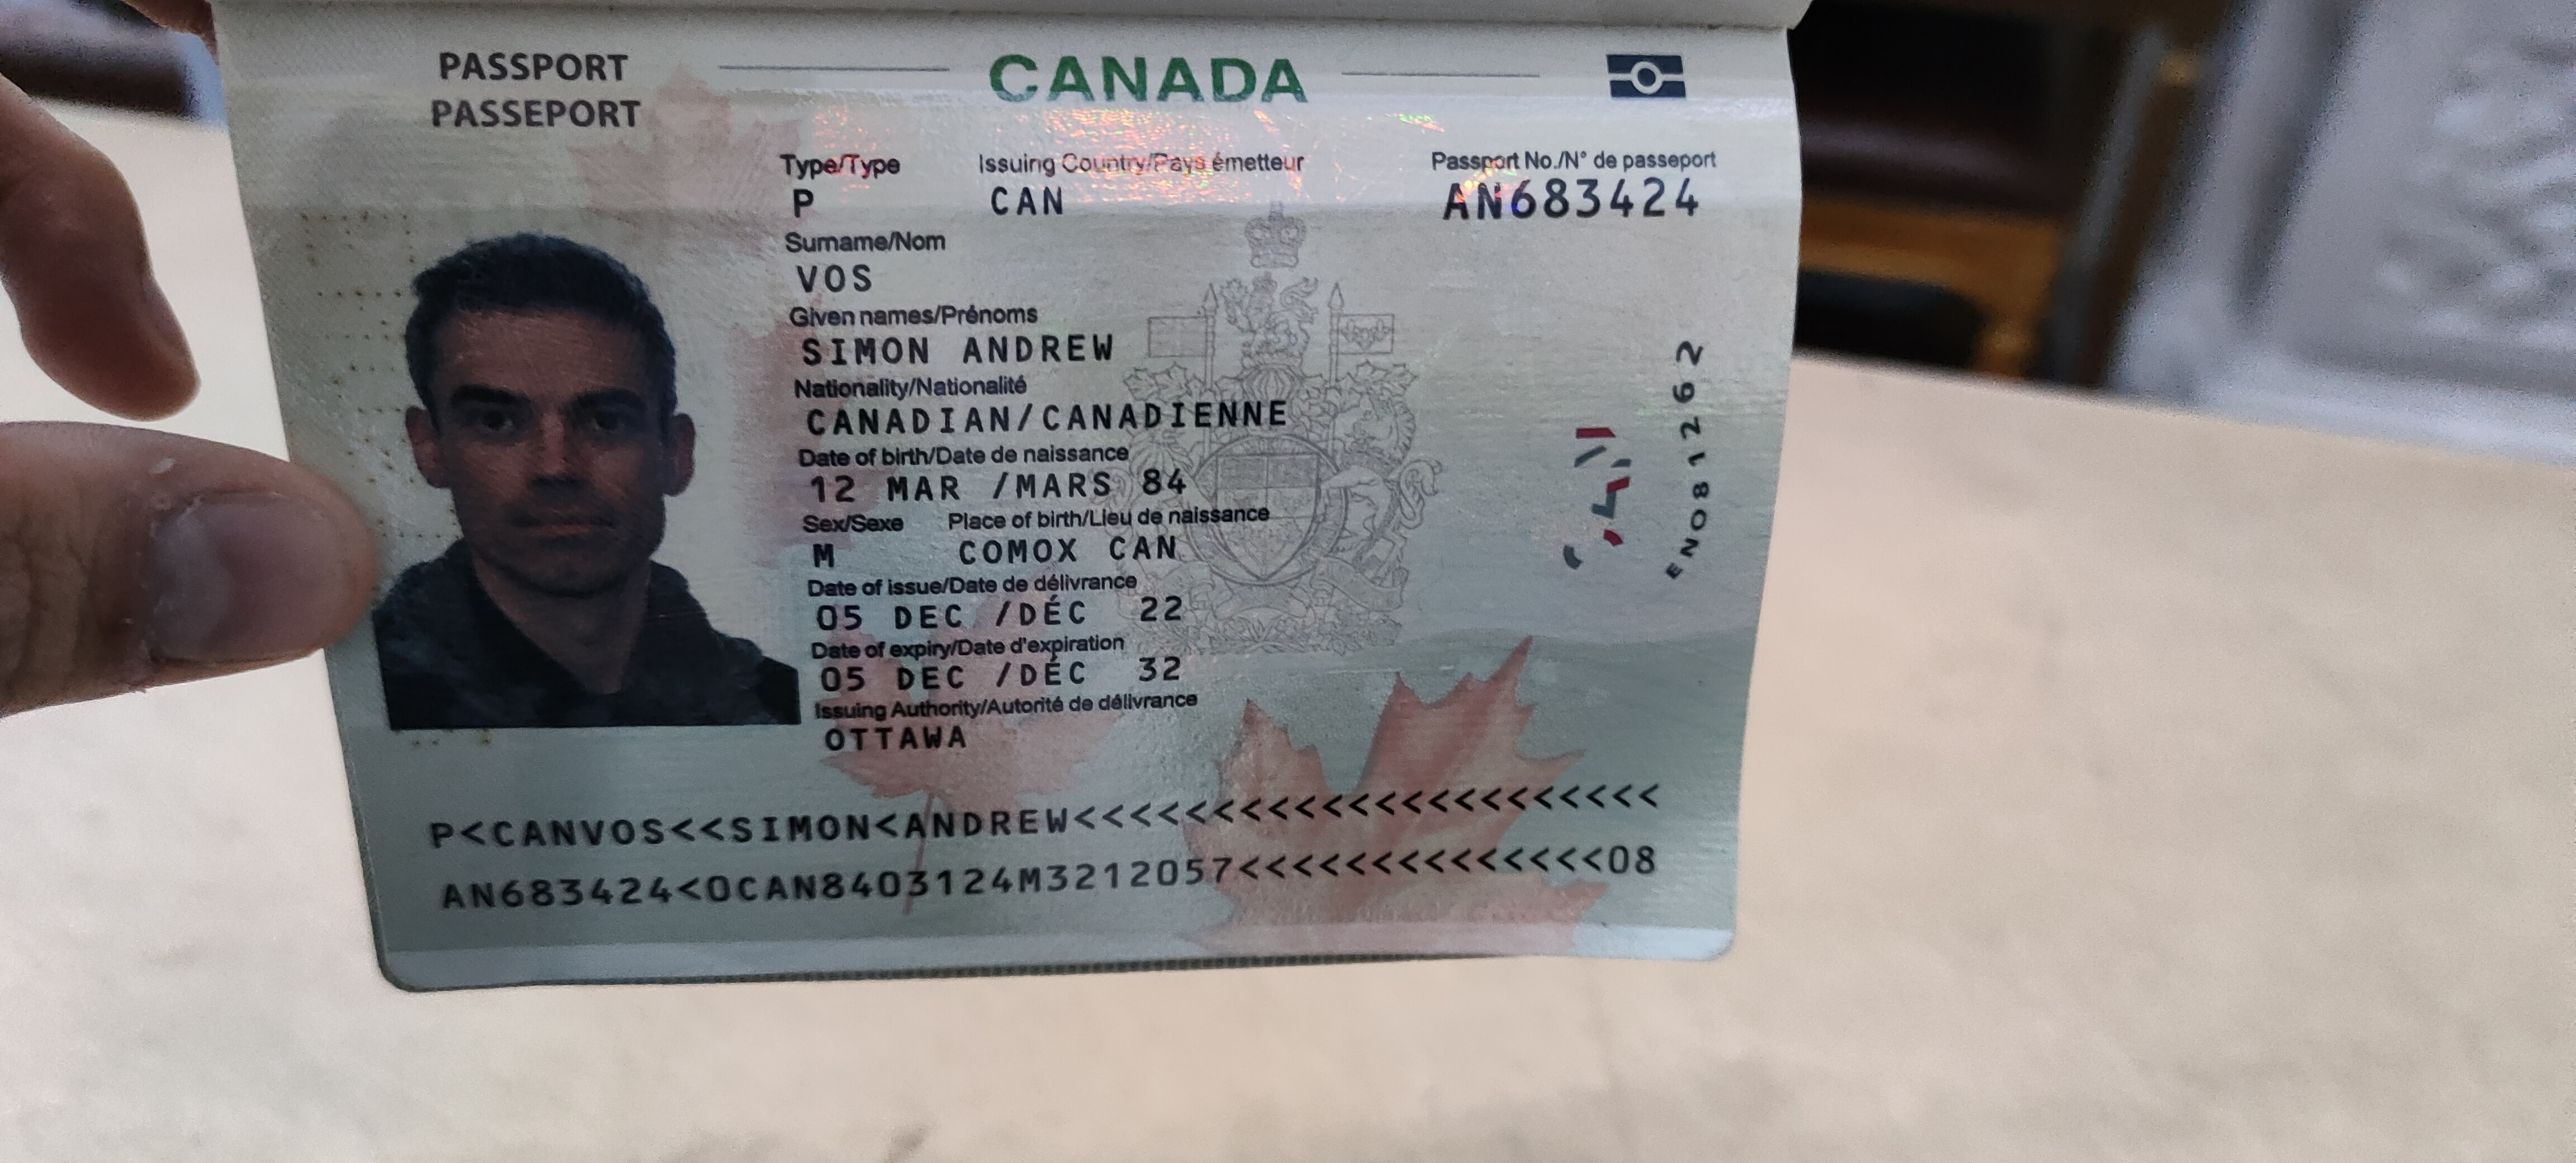 PASSPORT
PASSEPORT
CANADA
Type/Type Issuing Country/Pays émetteur Passport No./N° de passeport
P CAN AN683424
Surname/Nom
VOS
Given names/Prénoms
SIMON ANDREW
Nationality/Nationalité
CANADIAN/CANADIENNE
Date of birth/Date de naissance
12 MAR /MARS 84
Sex/Sexe Place of birth/Lieu de naissance
M COMOX CAN
Date of issue/Date de délivrance
05 DEC /DÉC 22
Date of expiry/Date d'expiration
05 DEC /DÉC 32
Issuing Authority/Autorité de délivrance
OTTAWA
EN081262
P<CANVOS<<SIMON<ANDREW<<<<<<<<<<<<<<<<<<<<<<
AN683424<0CAN8403124M3212057<<<<<<<<<<<<<<08